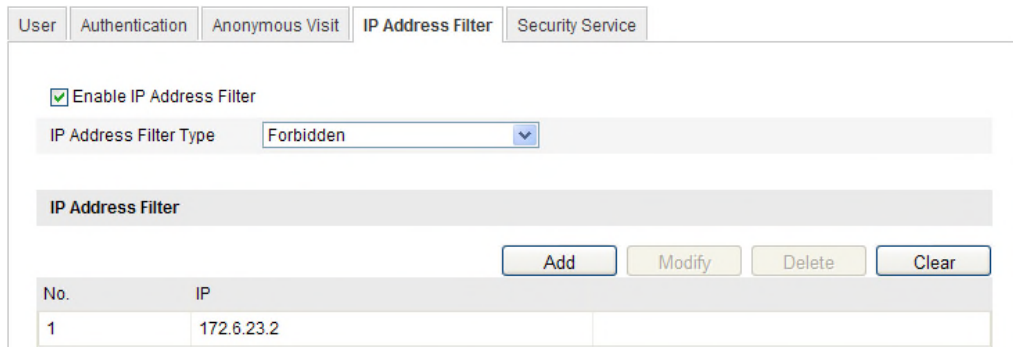 User Authentication Anonymous Visit IP Address Filter Security Service
Enable IP Address Filter
IP Address Filter Type Forbidden
IP Address Filter
Add Modify Delete Clear
No. IP
1 172.6.23.2